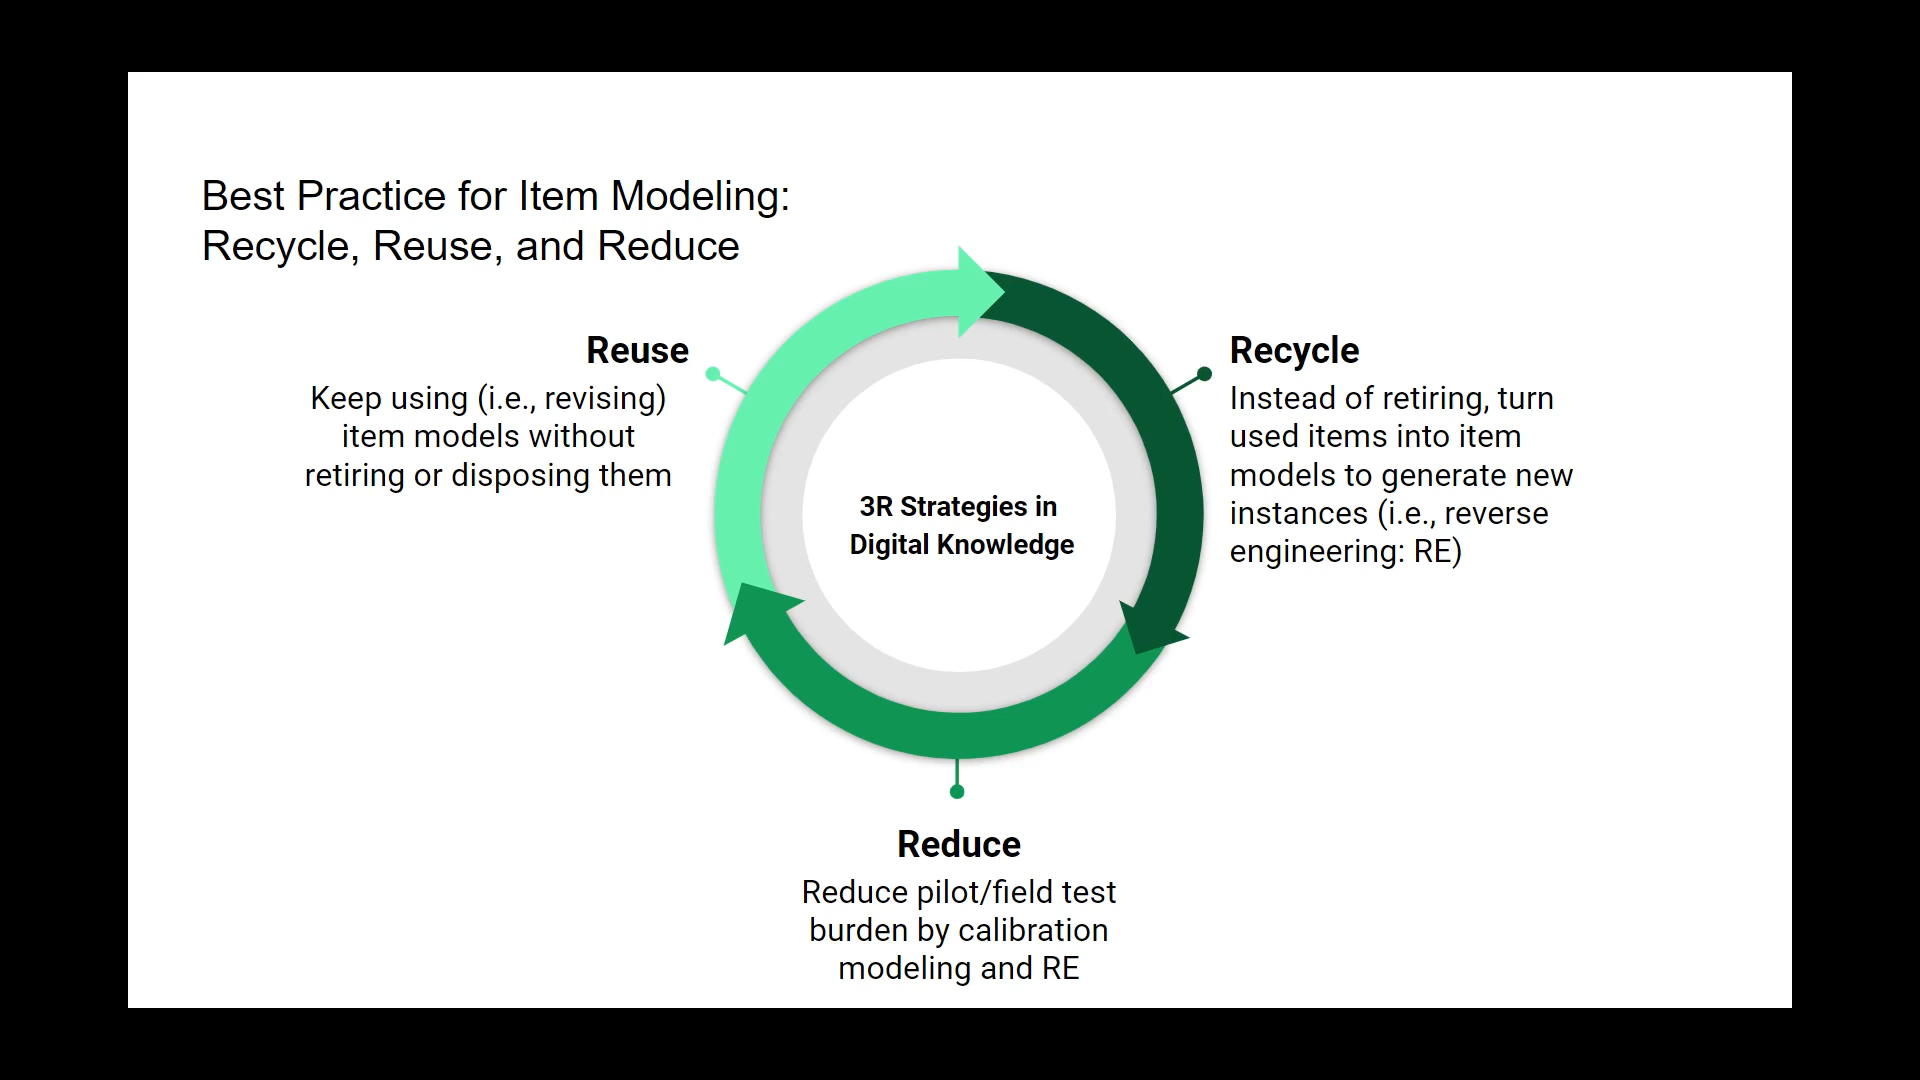 Best Practice for Item Modeling:
Recycle, Reuse, and Reduce
Reuse
Keep using (i.e., revising)
item models without
retiring or disposing them
Recycle
Instead of retiring, turn
used items into item
models to generate new
instances (i.e., reverse
engineering: RE)
3R Strategies in
Digital Knowledge
Reduce
Reduce pilot/field test
burden by calibration
modeling and RE